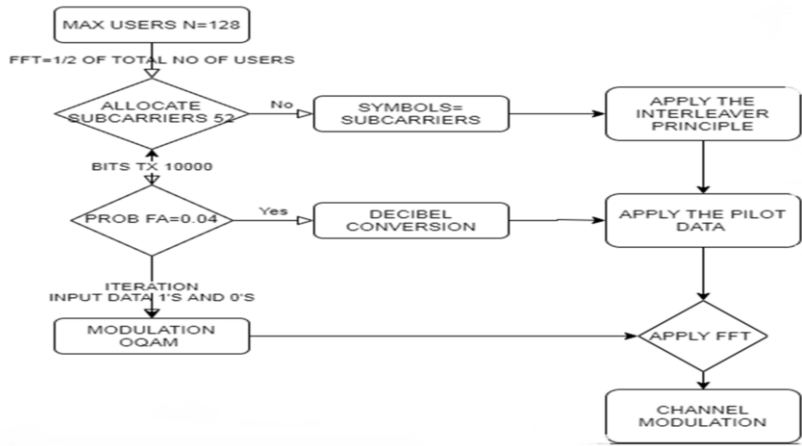 MAX USERS N=128
FFT=1/2 OF TOTAL NO OF USERS
ALLOCATE
SUBCARRIERS 52
No
SYMBOLS=
SUBCARRIERS
APPLY THE
INTERLEAVER
PRINCIPLE
BITS TX 10000
PROB FA=0.04
Yes
DECIBEL
CONVERSION
APPLY THE PILOT
DATA
ITERATION
INPUT DATA 1'S AND 0'S
MODULATION
OQAM
APPLY FFT
CHANNEL
MODULATION